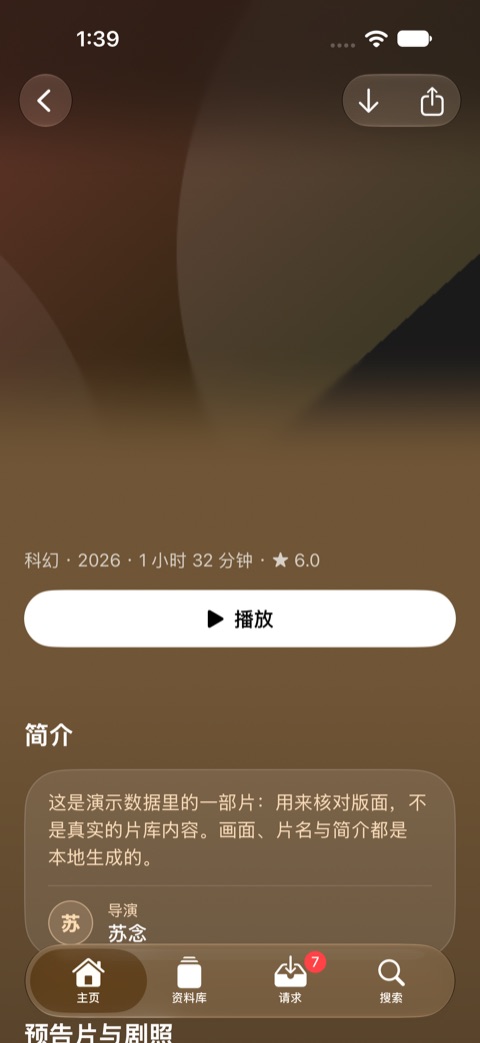 1:39
科幻 · 2026 · 1 小时 32 分钟 · ★ 6.0
播放
简介
这是演示数据里的一部片：用来核对版面，不
是真实的片库内容。画面、片名与简介都是
本地生成的。
苏
导演
苏念
7
主页
资料库
请求
搜索
预告片与剧照